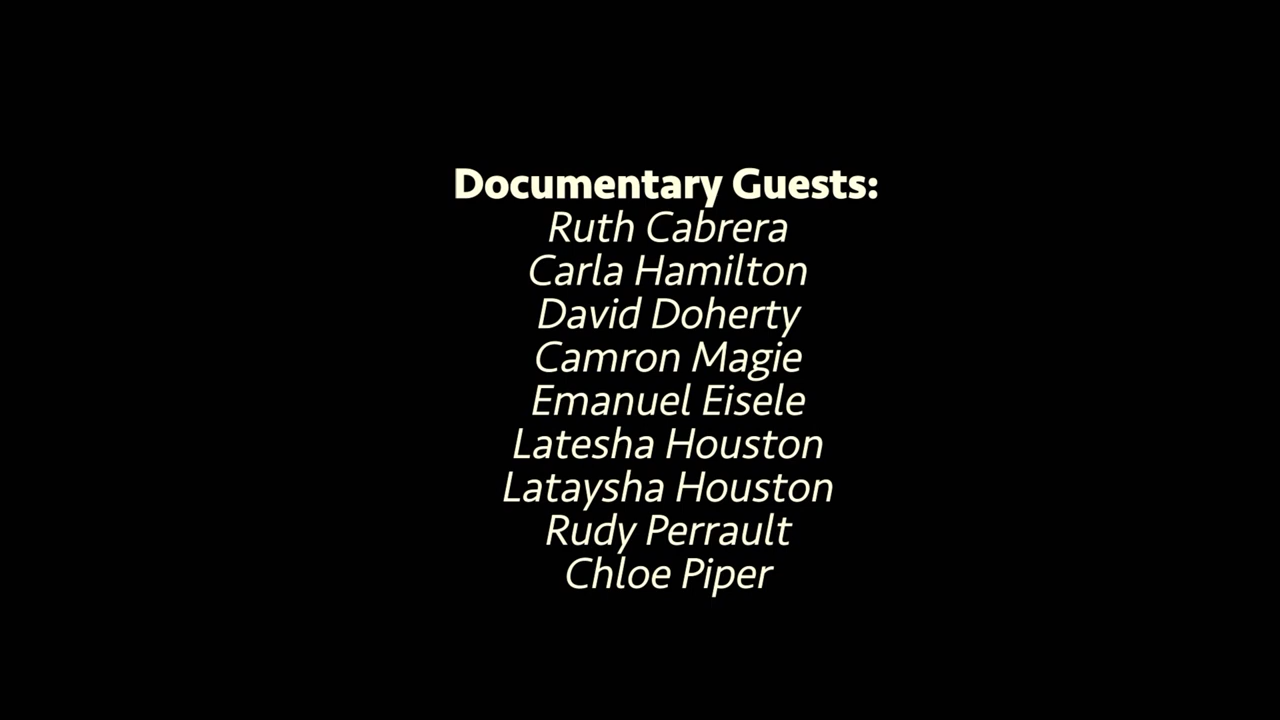 Documentary Guests:
Ruth Cabrera
Carla Hamilton
David Doherty
Camron Magie
Emanuel Eisele
Latesha Houston
Lataysha Houston
Rudy Perrault
Chloe Piper